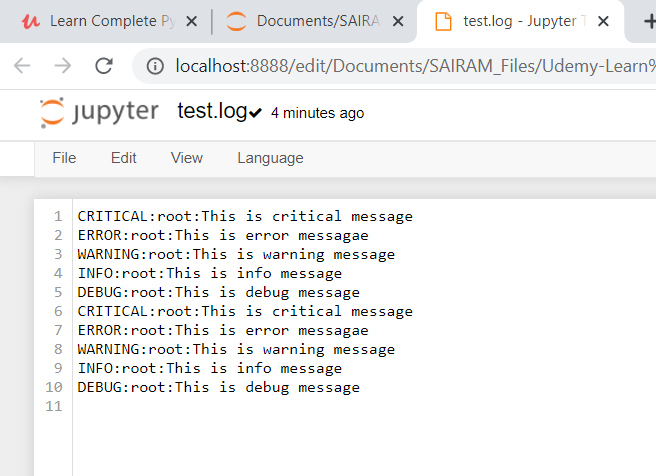 Learn Complete Py
Documents/SAIRA
test.log - Jupyter T
localhost:8888/edit/Documents/SAIRAM_Files/Udemy-Learn%
jupyter test.log✔ 4 minutes ago
File Edit View Language
1 CRITICAL:root:This is critical message
2 ERROR:root:This is error messagae
3 WARNING:root:This is warning message
4 INFO:root:This is info message
5 DEBUG:root:This is debug message
6 CRITICAL:root:This is critical message
7 ERROR:root:This is error messagae
8 WARNING:root:This is warning message
9 INFO:root:This is info message
10 DEBUG:root:This is debug message
11